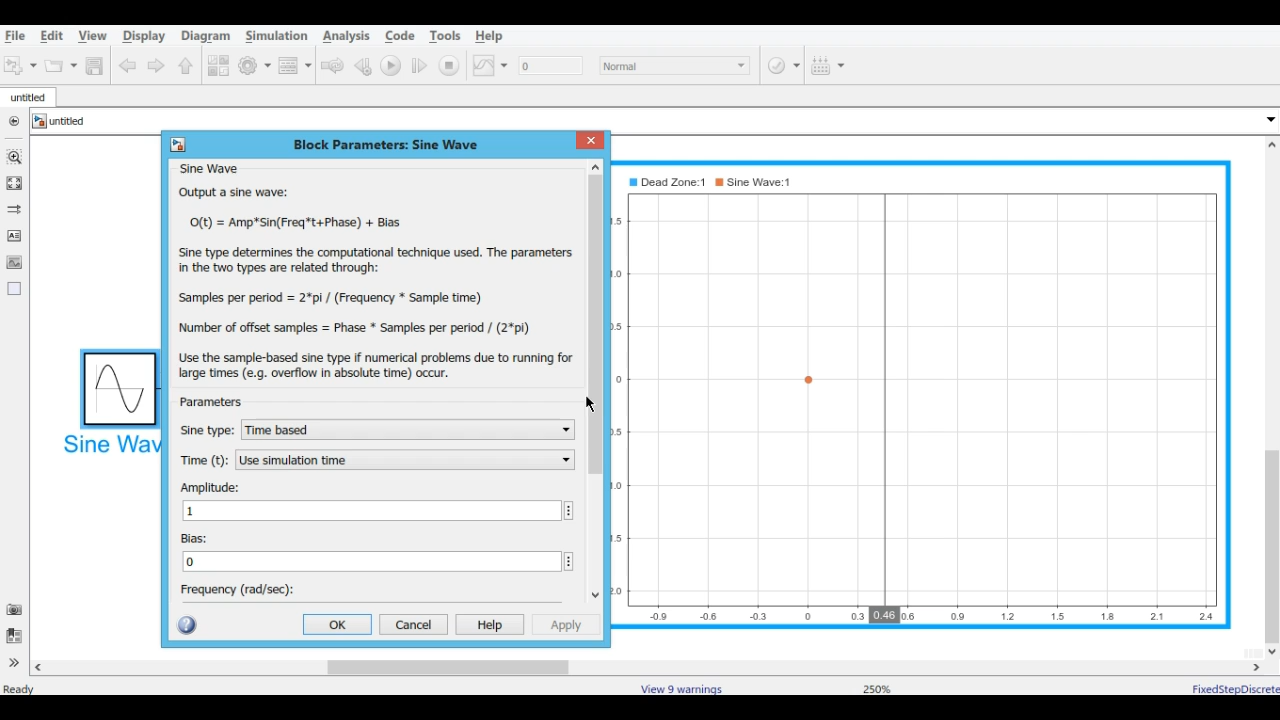 File Edit View Display Diagram Simulation Analysis Code Tools Help
0 Normal
untitled
untitled
Block Parameters: Sine Wave
Sine Wave
Output a sine wave:
O(t) = Amp*Sin(Freq*t+Phase) + Bias
Sine type determines the computational technique used. The parameters
in the two types are related through:
Samples per period = 2*pi / (Frequency * Sample time)
Number of offset samples = Phase * Samples per period / (2*pi)
Use the sample-based sine type if numerical problems due to running for
large times (e.g. overflow in absolute time) occur.
Parameters
Sine type: Time based
Time (t): Use simulation time
Amplitude:
1
Bias:
0
Frequency (rad/sec):
OK Cancel Help Apply
Sine Wav
Dead Zone:1 Sine Wave:1
.5
1.0
0.5
0
0.5
1.0
.5
2.0
-0.9 -0.6 -0.3 0 0.3 0.46 0.6 0.9 1.2 1.5 1.8 2.1 2.4
Ready View 9 warnings 250% FixedStepDiscrete